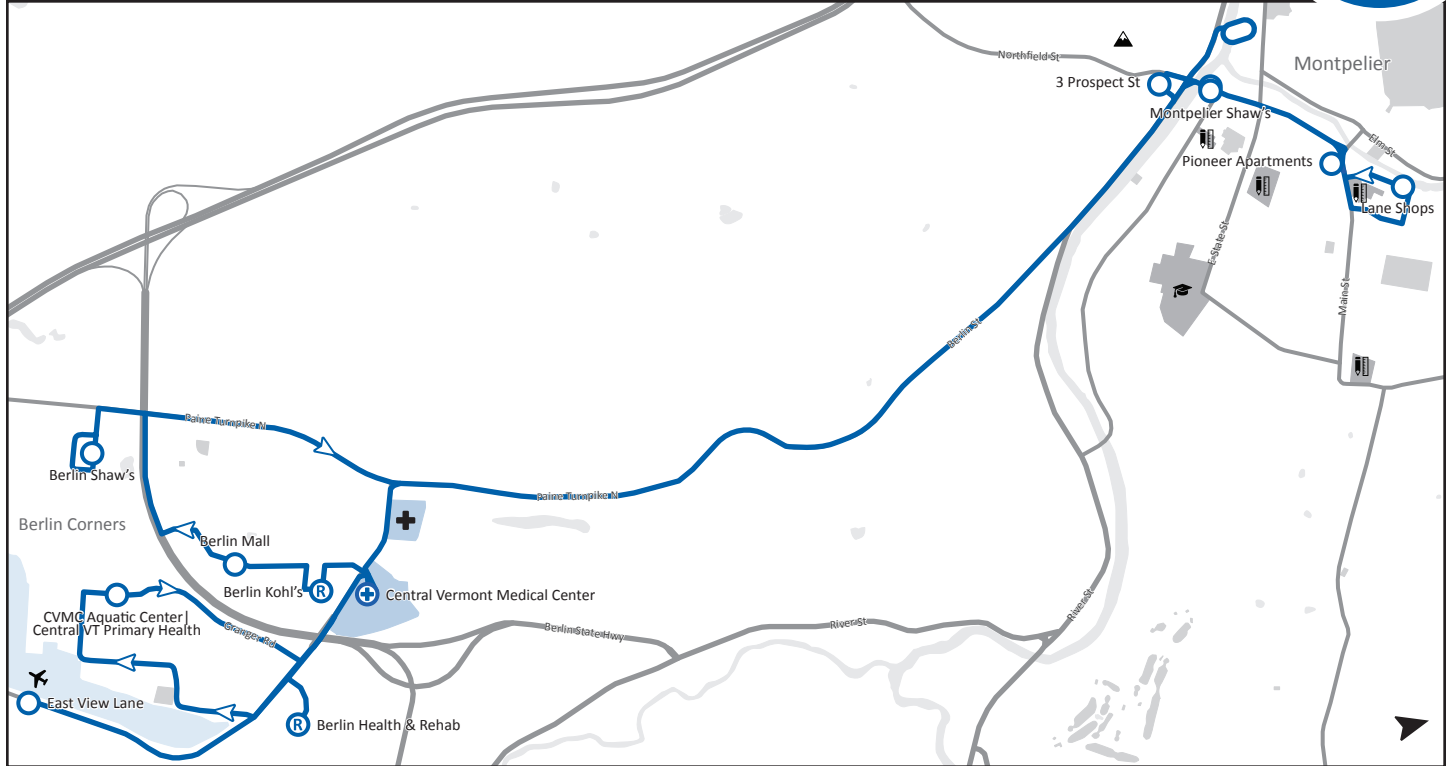 Northfield St
Montpelier
3 Prospect St
Montpelier Shaw's
Elm St
Pioneer Apartments
Lane Shops
E State St
Main St
Berlin St
Paine Turnpike N
Berlin Shaw's
Paine Turnpike N
Berlin Corners
Berlin Mall
Berlin Kohl's
R
Central Vermont Medical Center
CVMC Aquatic Center|
Central VT Primary Health
Granger Rd
Berlin State Hwy
River St
River St
East View Lane
R
Berlin Health & Rehab